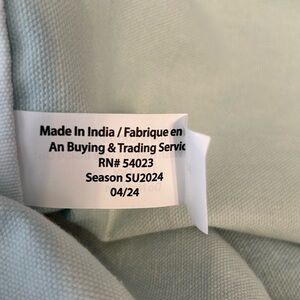 Made In India / Fabrique en
An Buying & Trading Servic
RN# 54023
Season SU2024
04/24